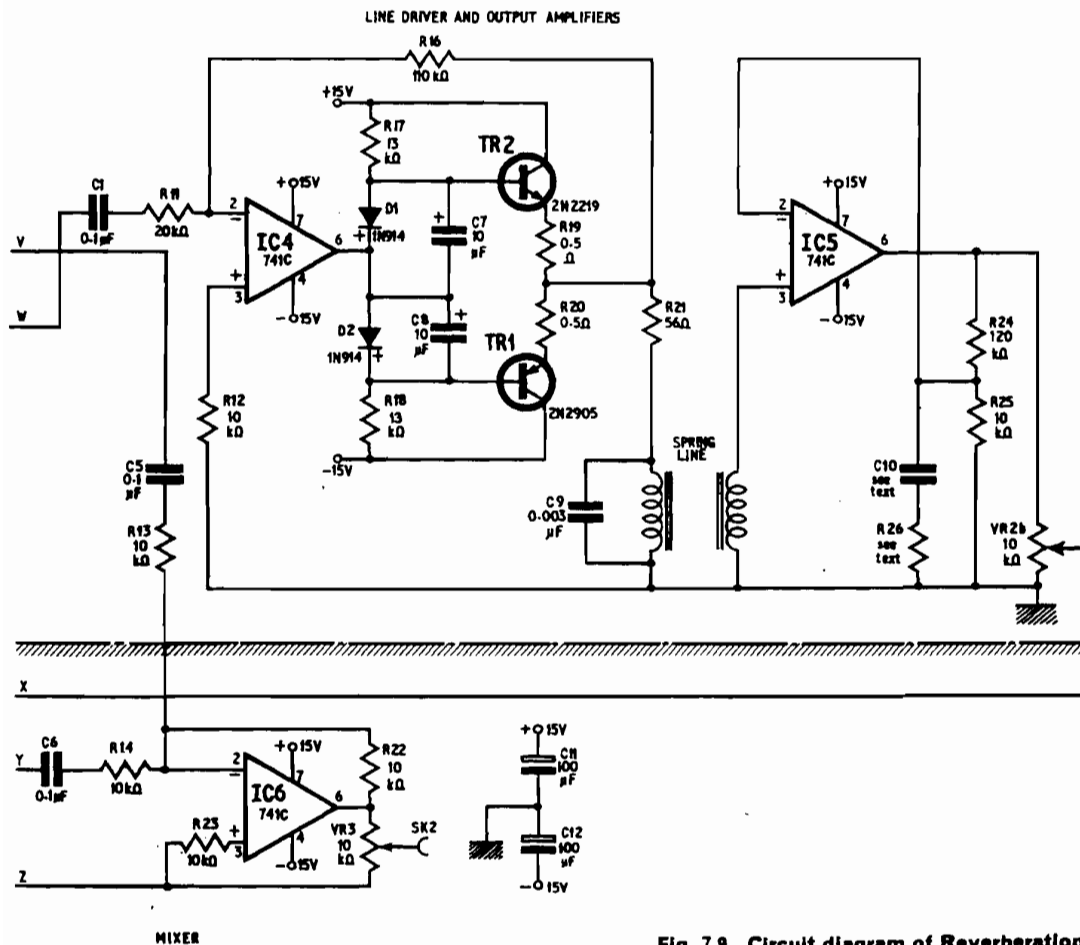 LINE DRIVER AND OUTPUT AMPLIFIERS
R16
110 kΩ
+15V
R17
13
kΩ
TR2
2N2219
C1
0·1μF
R11
20kΩ
2
−
+
3
+15V
7
IC4
741C
6
4
−15V
D1
1N914
+
+
C7
10
μF
R19
0·5
Ω
D2
1N914
+
C8
10
μF
+
R20
0·5Ω
TR1
2N2905
R21
56Ω
R18
13
kΩ
−15V
V
W
R12
10
kΩ
C5
0·1
μF
R13
10
kΩ
SPRING
LINE
C9
0·003
μF
2
−
+
3
+15V
7
IC5
741C
6
4
−15V
R24
120
kΩ
R25
10
kΩ
C10
see
text
R26
see
text
VR2b
10
kΩ
X
Y
C6
0·1μF
R14
10kΩ
2
−
+
3
+15V
7
IC6
741C
6
4
−15V
R22
10
kΩ
R23
10kΩ
VR3
10
kΩ
SK2
Z
+15V
C11
100
μF
C12
100
μF
−15V
MIXER
Fig. 7.9. Circuit diagram of Reverberation